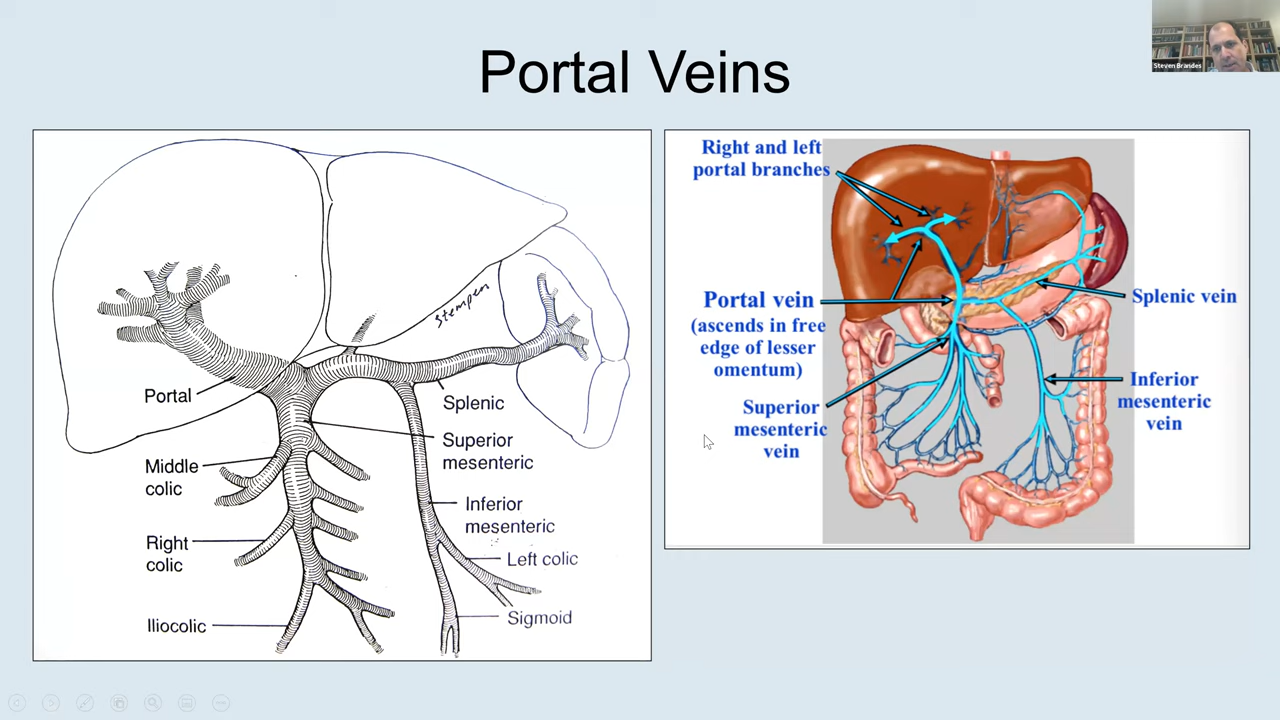 Portal Veins
Steven Brandes
stempen
Portal
Splenic
Superior
mesenteric
Middle
colic
Inferior
mesenteric
Right
colic
Left colic
Iliocolic
Sigmoid
Right and left
portal branches
Portal vein
(ascends in free
edge of lesser
omentum)
Splenic vein
Superior
mesenteric
vein
Inferior
mesenteric
vein